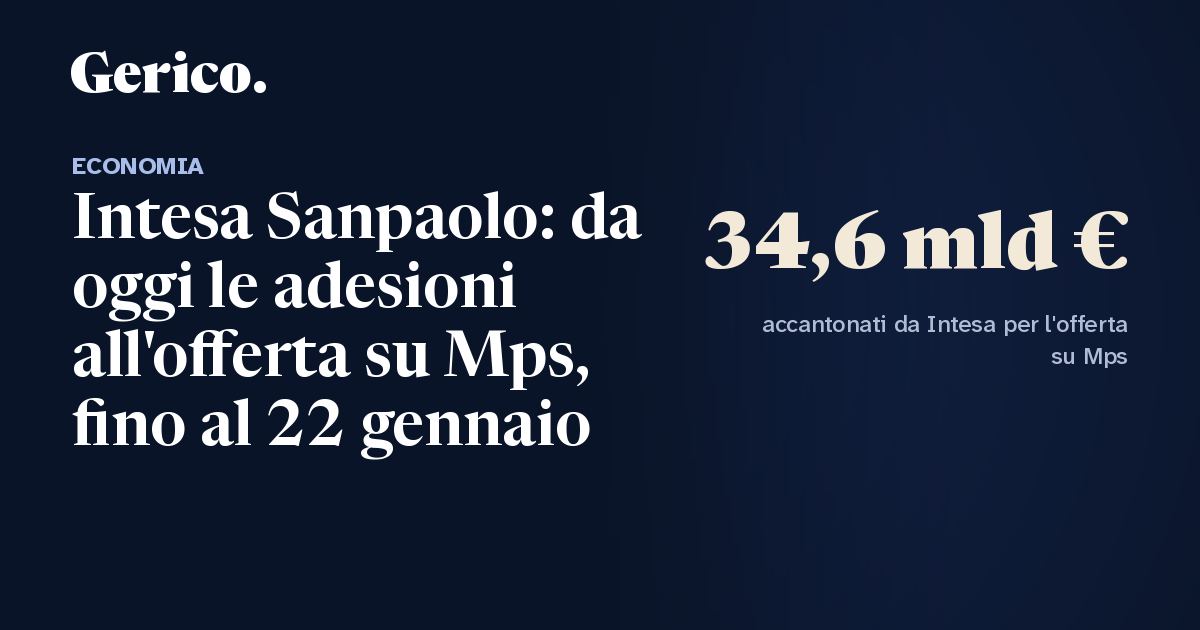 Gerico.
ECONOMIA
Intesa Sanpaolo: da
oggi le adesioni
all'offerta su Mps,
fino al 22 gennaio
34,6 mld €
accantonati da Intesa per l'offerta
su Mps